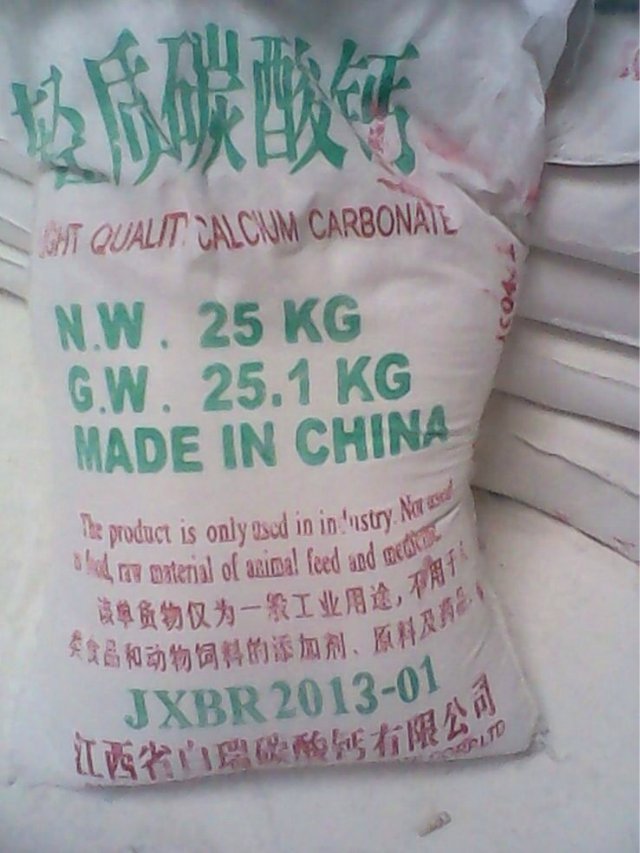 轻质碳酸钙
GHT QUALIT CALCIUM CARBONATE
N.W. 25 KG
G.W. 25.1 KG
MADE IN CHINA
The product is only used in industry. Not used
food, raw material of animal feed and medicine
该单货物仅为一般工业用途，不用于
类食品和动物饲料的添加剂、原料及药品。
JXBR2013-01
江西省白瑞碳酸钙有限公司
LTD